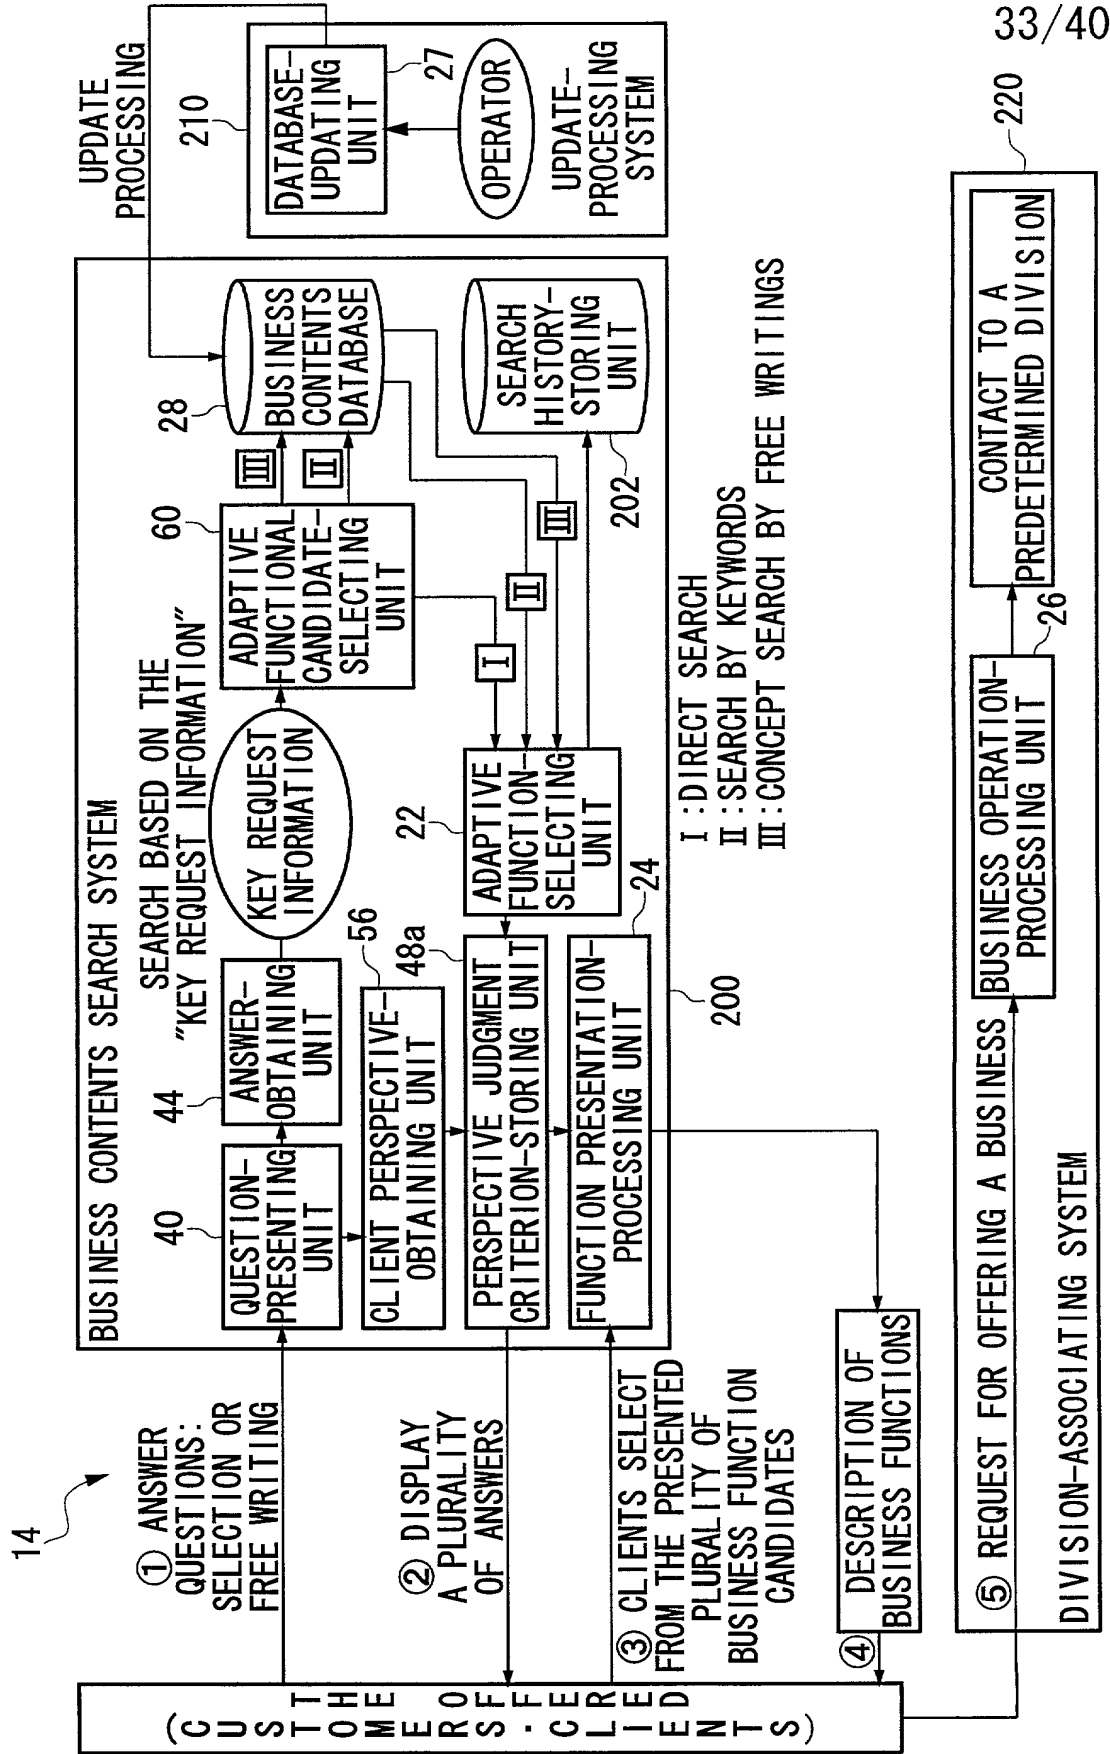 33/40
14
THE OFFERED
(CUSTOMERS·CLIENTS)
① ANSWER
QUESTIONS:
SELECTION OR
FREE WRITING
② DISPLAY
A PLURALITY
OF ANSWERS
③ CLIENTS SELECT
FROM THE PRESENTED
PLURALITY OF
BUSINESS FUNCTION
CANDIDATES
④
DESCRIPTION OF
BUSINESS FUNCTIONS
BUSINESS CONTENTS SEARCH SYSTEM
SEARCH BASED ON THE
"KEY REQUEST INFORMATION"
40
QUESTION-
PRESENTING
UNIT
44
ANSWER-
OBTAINING
UNIT
KEY REQUEST
INFORMATION
60
ADAPTIVE
FUNCTIONAL
CANDIDATE-
SELECTING
UNIT
III
II
28
BUSINESS
CONTENTS
DATABASE
56
CLIENT PERSPECTIVE-
OBTAINING UNIT
48a
PERSPECTIVE JUDGMENT
CRITERION-STORING UNIT
24
FUNCTION PRESENTATION-
PROCESSING UNIT
22
ADAPTIVE
FUNCTION-
SELECTING
UNIT
I
II
III
SEARCH
HISTORY-
STORING
UNIT
202
200
I :DIRECT SEARCH
II:SEARCH BY KEYWORDS
III:CONCEPT SEARCH BY FREE WRITINGS
UPDATE
PROCESSING
210
DATABASE-
UPDATING
UNIT
27
OPERATOR
UPDATE-
PROCESSING
SYSTEM
220
⑤ REQUEST FOR OFFERING A BUSINESS
BUSINESS OPERATION-
PROCESSING UNIT
26
CONTACT TO A
PREDETERMINED DIVISION
DIVISION-ASSOCIATING SYSTEM